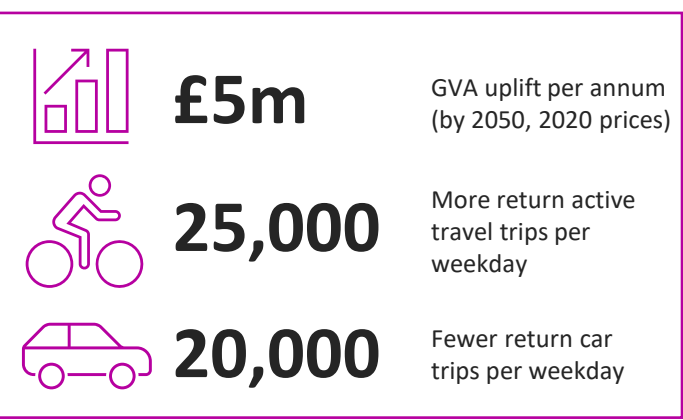 £5m
GVA uplift per annum
(by 2050, 2020 prices)
25,000
More return active
travel trips per
weekday
20,000
Fewer return car
trips per weekday